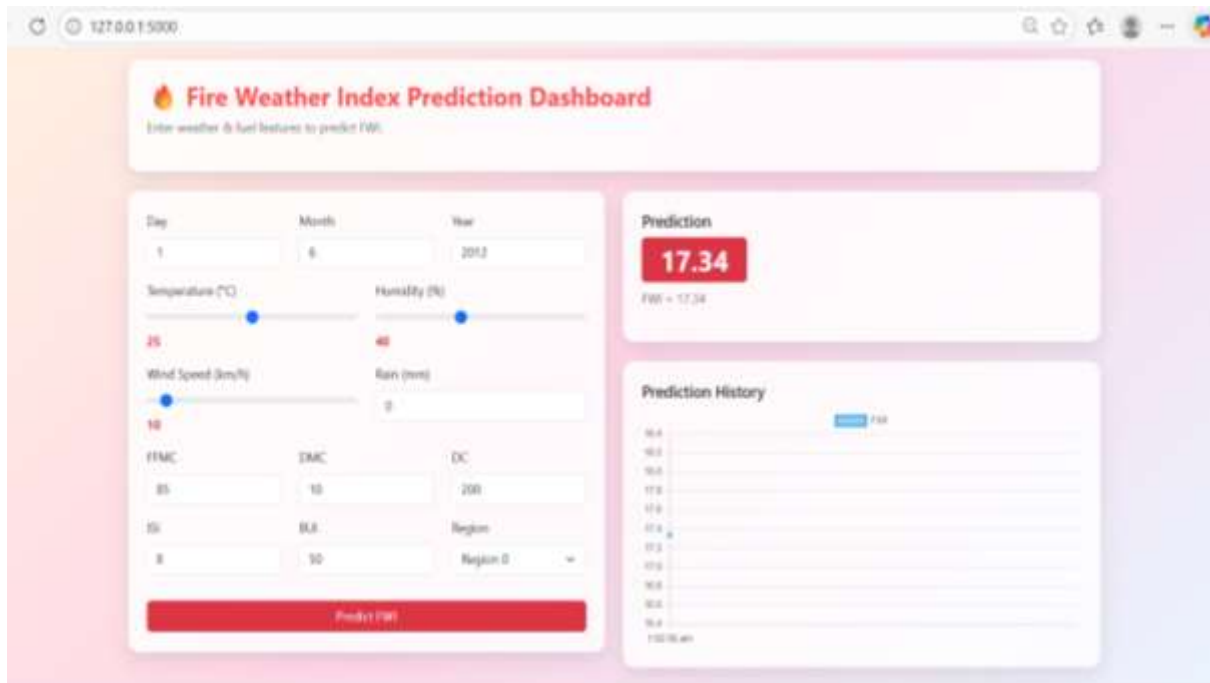 127.0.0.1:5000
Fire Weather Index Prediction Dashboard
Enter weather & fuel features to predict FWI.
Day Month Year
1 6 2012
Temperature (°C) Humidity (%)
25 40
Wind Speed (km/h) Rain (mm)
0
10
FFMC DMC DC
85 10 200
ISI BUI Region
8 50 Region 0
Predict FWI
Prediction
17.34
FWI = 17.34
Prediction History
FWI